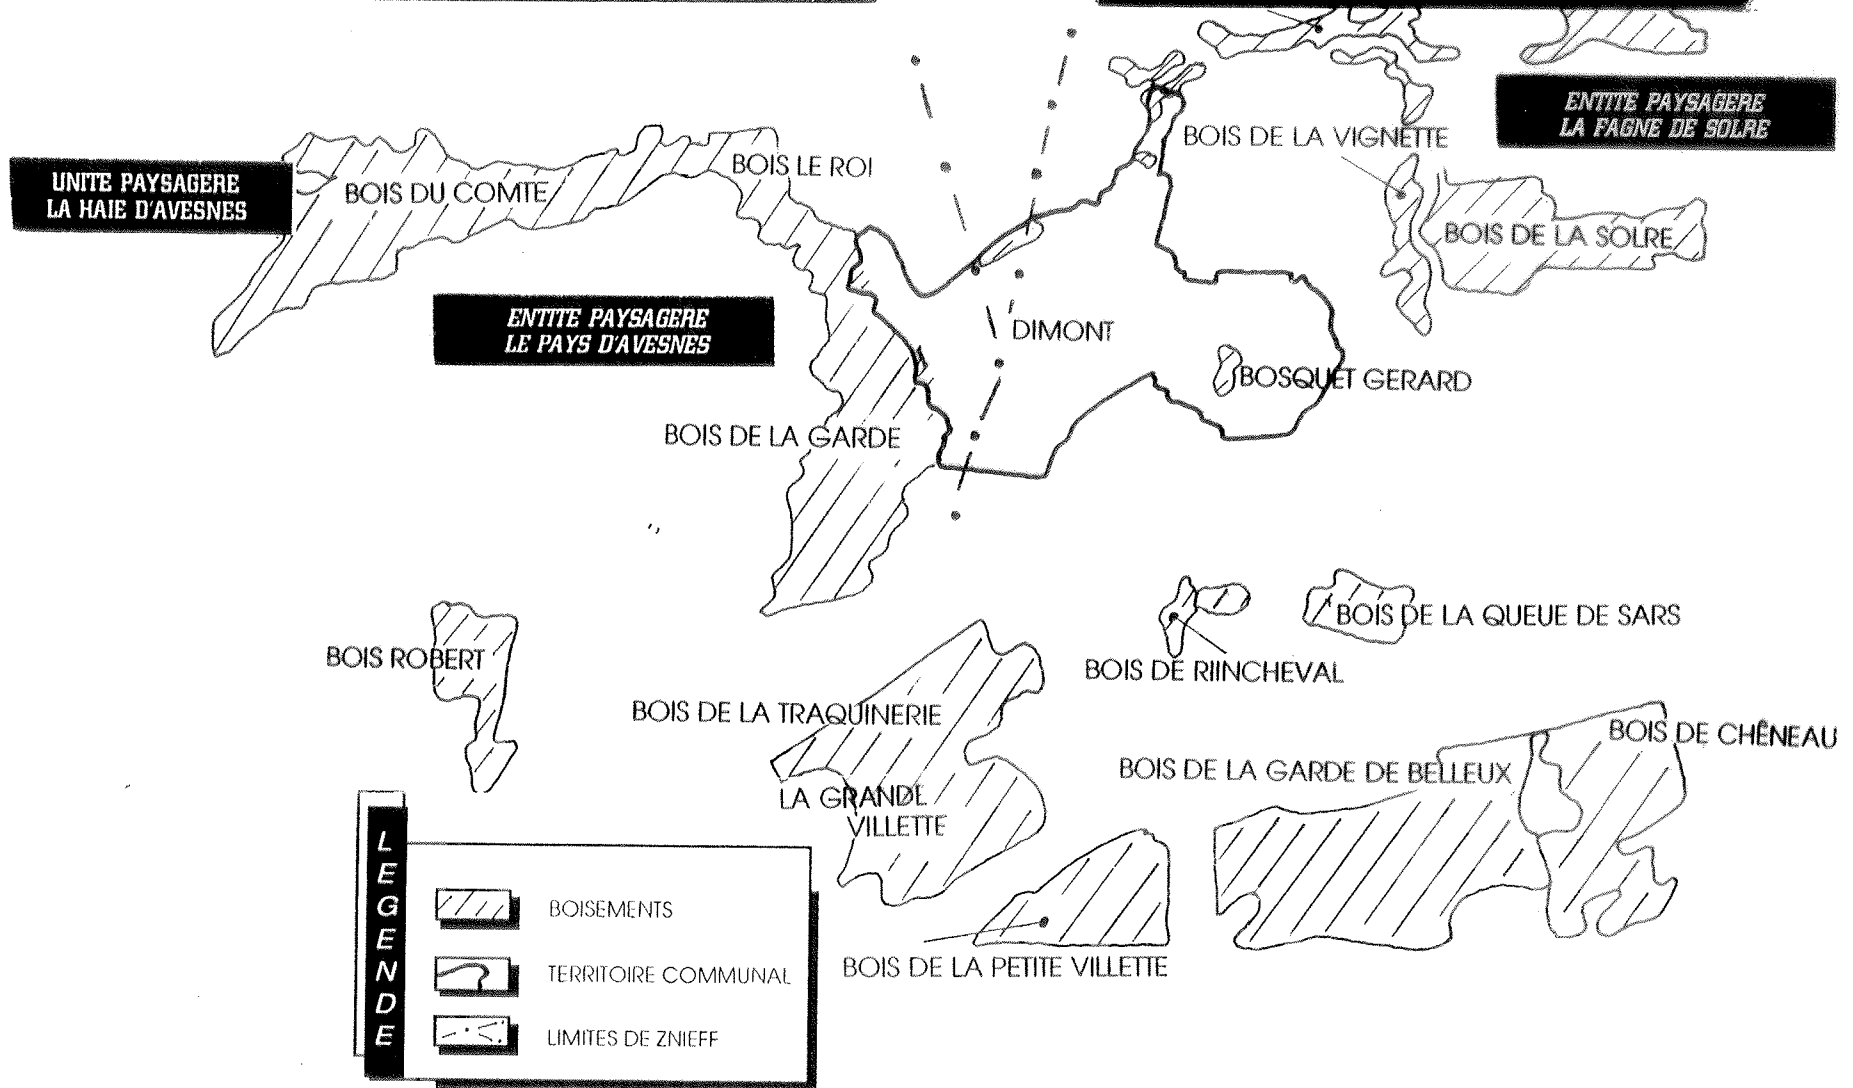 ENTITE PAYSAGERE
LA FAGNE DE SOLRE
BOIS DE LA VIGNETTE
BOIS LE ROI
UNITE PAYSAGERE
LA HAIE D'AVESNES
BOIS DU COMTE
BOIS DE LA SOLRE
ENTITE PAYSAGERE
LE PAYS D'AVESNES
DIMONT
BOSQUET GERARD
BOIS DE LA GARDE
BOIS DE LA QUEUE DE SARS
BOIS ROBERT
BOIS DE RIINCHEVAL
BOIS DE LA TRAQUINERIE
BOIS DE CHÊNEAU
BOIS DE LA GARDE DE BELLEUX
LA GRANDE
VILLETTE
BOIS DE LA PETITE VILLETTE
LEGENDE
BOISEMENTS
TERRITOIRE COMMUNAL
LIMITES DE ZNIEFF